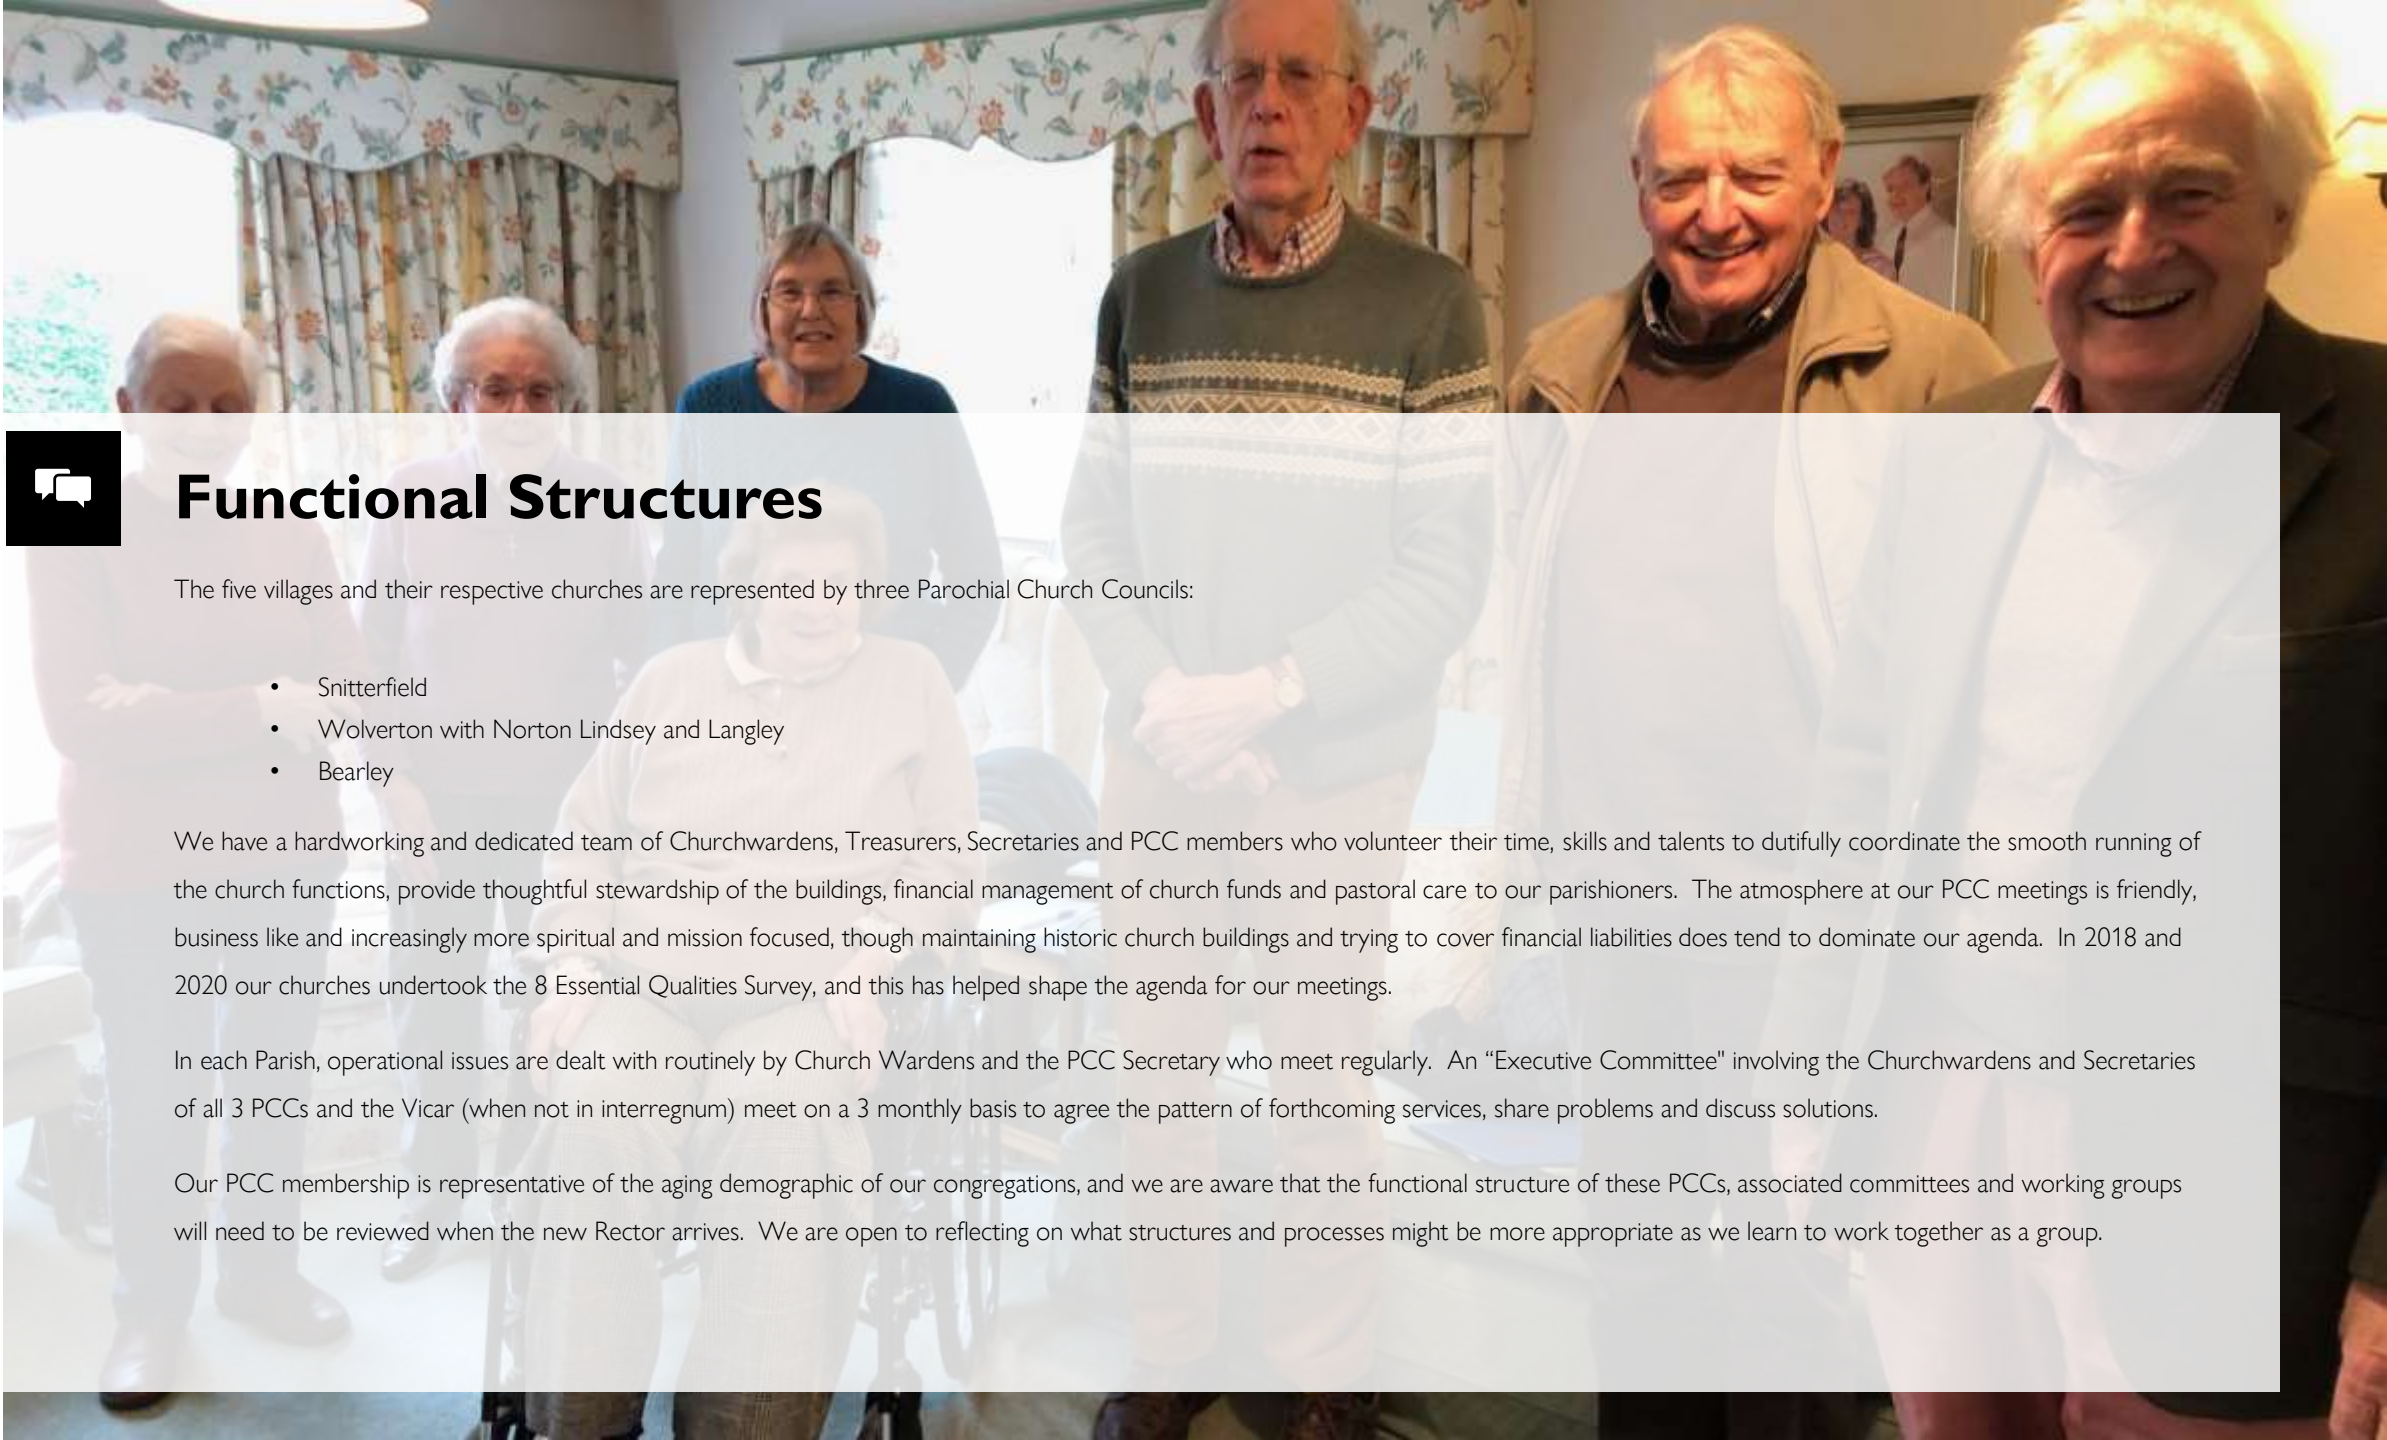 Functional Structures
The five villages and their respective churches are represented by three Parochial Church Councils:
• Snitterfield
• Wolverton with Norton Lindsey and Langley
• Bearley
We have a hardworking and dedicated team of Churchwardens, Treasurers, Secretaries and PCC members who volunteer their time, skills and talents to dutifully coordinate the smooth running of
the church functions, provide thoughtful stewardship of the buildings, financial management of church funds and pastoral care to our parishioners.  The atmosphere at our PCC meetings is friendly,
business like and increasingly more spiritual and mission focused, though maintaining historic church buildings and trying to cover financial liabilities does tend to dominate our agenda.  In 2018 and
2020 our churches undertook the 8 Essential Qualities Survey, and this has helped shape the agenda for our meetings.
In each Parish, operational issues are dealt with routinely by Church Wardens and the PCC Secretary who meet regularly.  An “Executive Committee" involving the Churchwardens and Secretaries
of all 3 PCCs and the Vicar (when not in interregnum) meet on a 3 monthly basis to agree the pattern of forthcoming services, share problems and discuss solutions.
Our PCC membership is representative of the aging demographic of our congregations, and we are aware that the functional structure of these PCCs, associated committees and working groups
will need to be reviewed when the new Rector arrives.  We are open to reflecting on what structures and processes might be more appropriate as we learn to work together as a group.